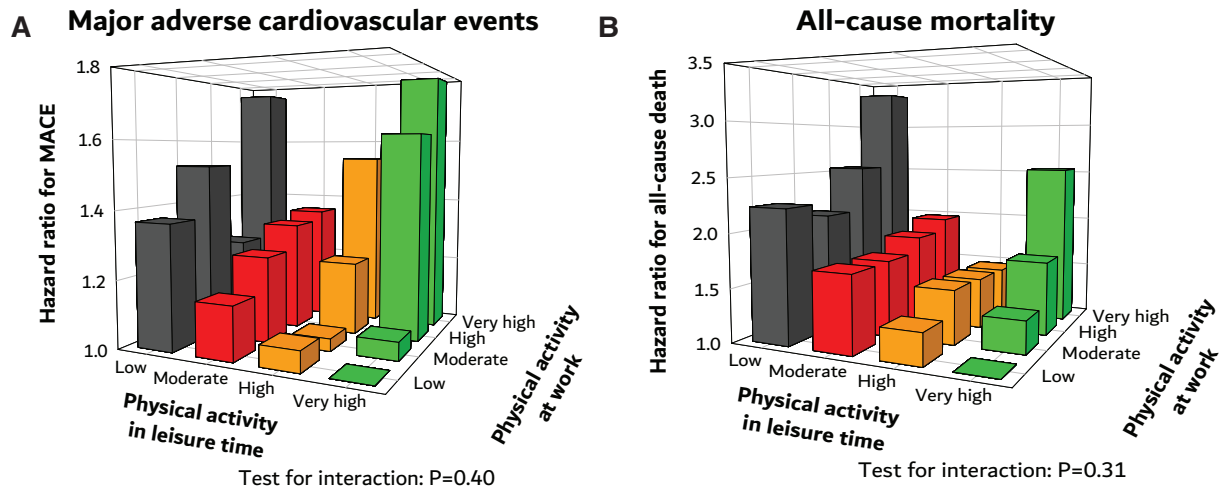 A
Major adverse cardiovascular events
Hazard ratio for MACE
1.8
1.6
1.4
1.2
1.0
Low
Moderate
High
Very high
Physical activity
in leisure time
Very high
High
Moderate
Low
Physical activity
at work
Test for interaction: P=0.40
B
All-cause mortality
Hazard ratio for all-cause death
3.5
3.0
2.5
2.0
1.5
1.0
Low
Moderate
High
Very high
Physical activity
in leisure time
Very high
High
Moderate
Low
Physical activity
at work
Test for interaction: P=0.31